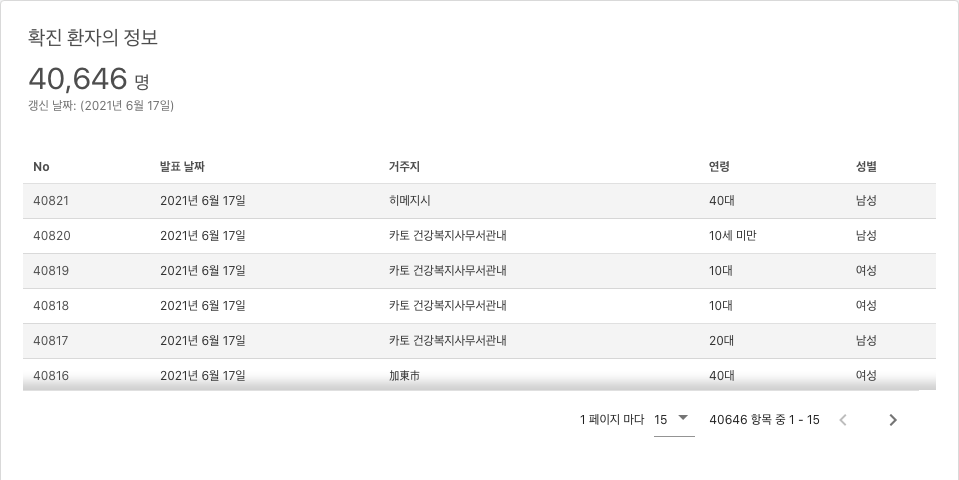 확진 환자의 정보
40,646 명
갱신 날짜: (2021년 6월 17일)
No 발표 날짜 거주지 연령 성별
40821 2021년 6월 17일 히메지시 40대 남성
40820 2021년 6월 17일 카토 건강복지사무서관내 10세 미만 남성
40819 2021년 6월 17일 카토 건강복지사무서관내 10대 여성
40818 2021년 6월 17일 카토 건강복지사무서관내 10대 여성
40817 2021년 6월 17일 카토 건강복지사무서관내 20대 남성
40816 2021년 6월 17일 加東市 40대 여성
1 페이지 마다 15 40646 항목 중 1 - 15